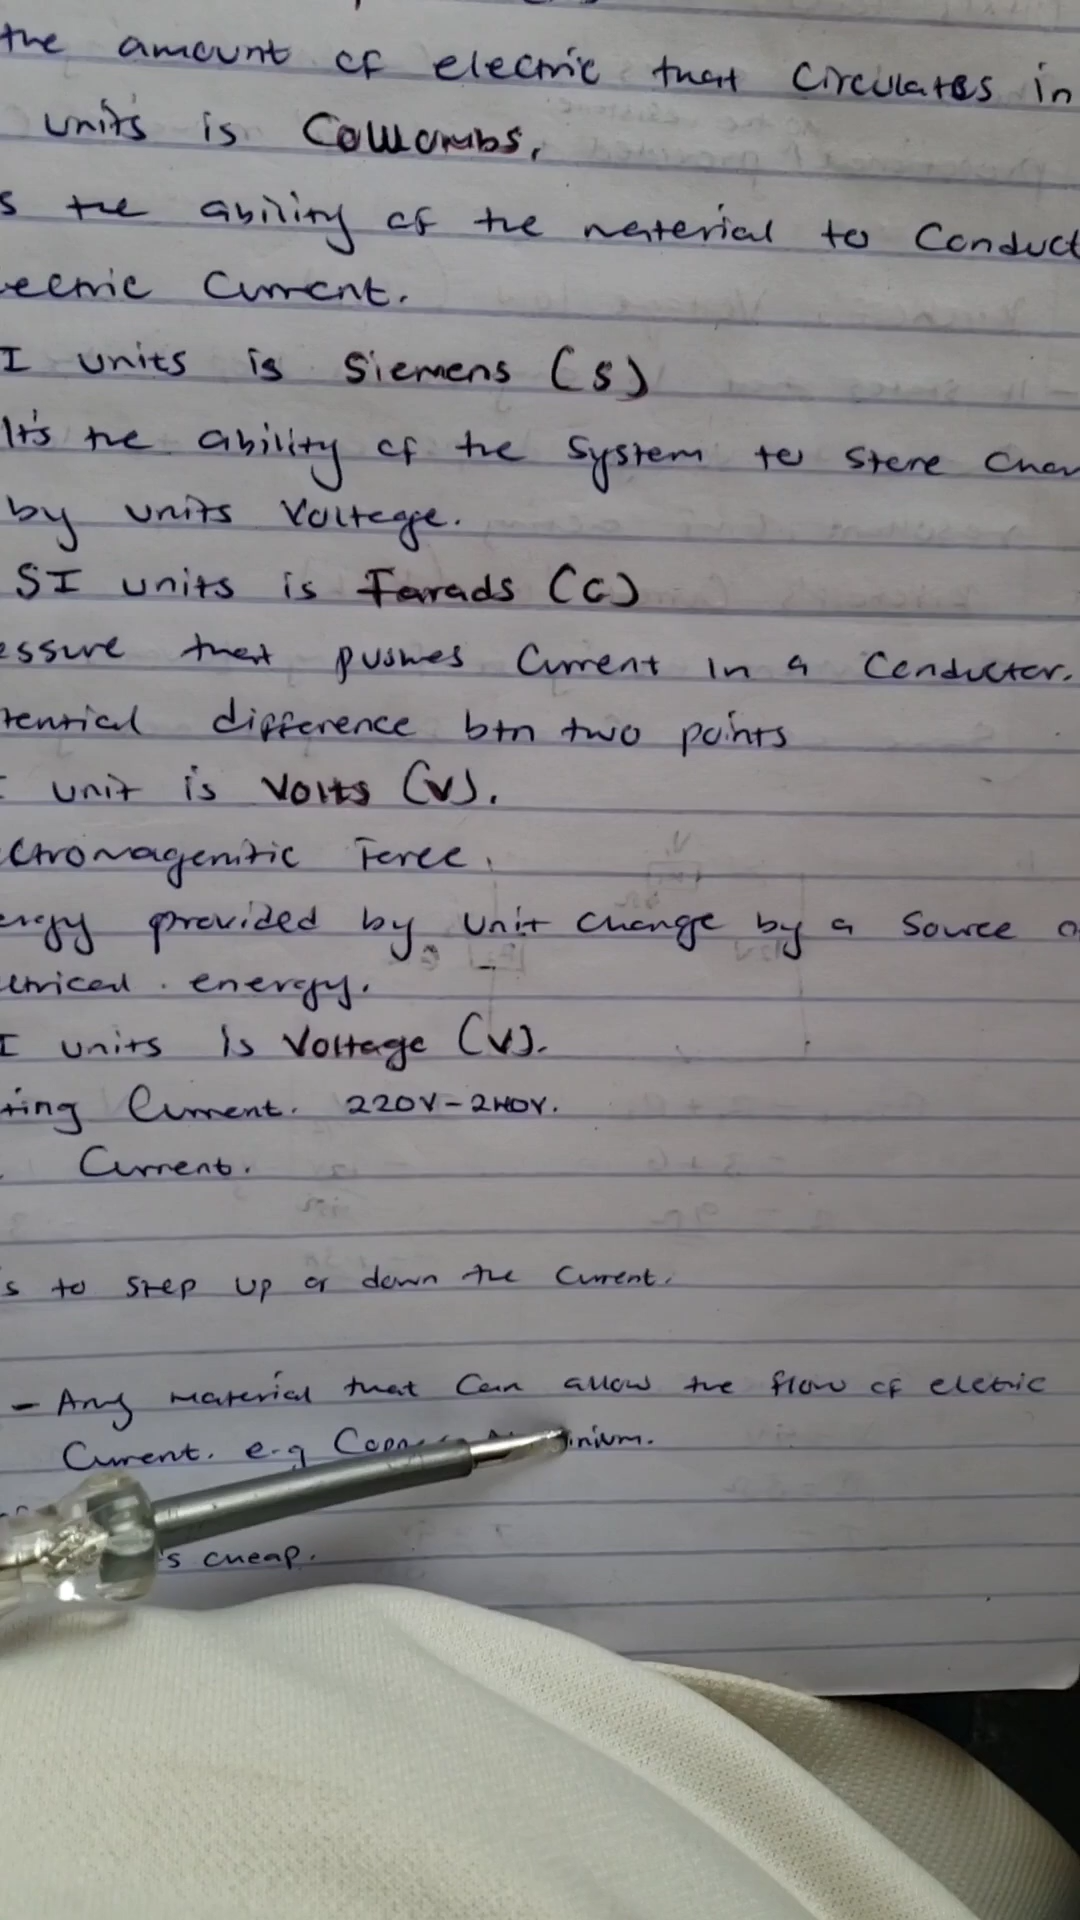 the amount of electric that circulates in
units is Coulombs,
s the ability of the material to Conduct
ectric Current.
I units is Siemens (S)
It's the ability of the System to store Char
by units Voltage.
SI units is Farads (C)
essure that pushes Current in a Conductor.
tential difference btn two points
unit is Volts (V).
ctromagenitic Force.
ergy provided by unit Change by a Source o
ctrical energy.
I units is Voltage (V).
ting Current. 220V-240V.
Current.
s to step up or down the Current.
- Any material that Can allow the flow of eletric
Current. e.g
s cheap.